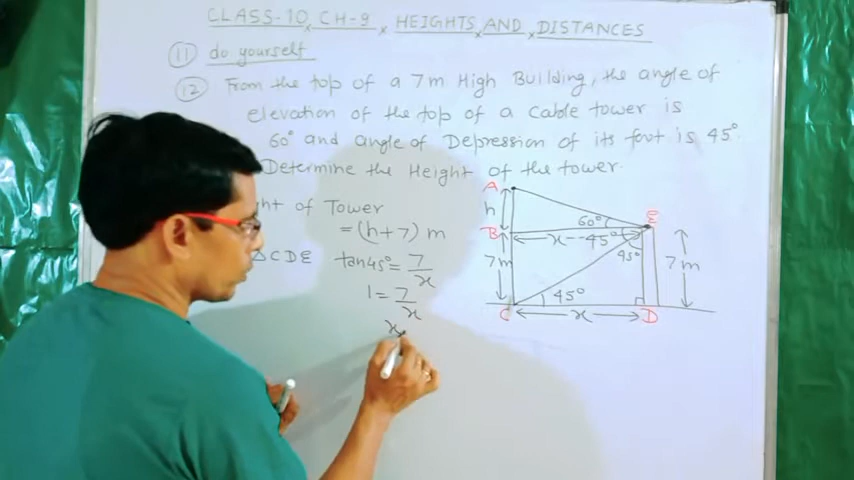 CLASS-10, CH-9, HEIGHTS AND DISTANCES
11 do yourself
12 From the top of a 7m High Building, the angle of
elevation of the top of a cable tower is
60° and angle of Depression of its foot is 45°.
Determine the Height of the tower.
ght of Tower
= (h+7) m
△CDE tan45° = 7/x
1 = 7/x
x
A
h
60° E
B x 45°
7m 45° 7m
45°
C x D